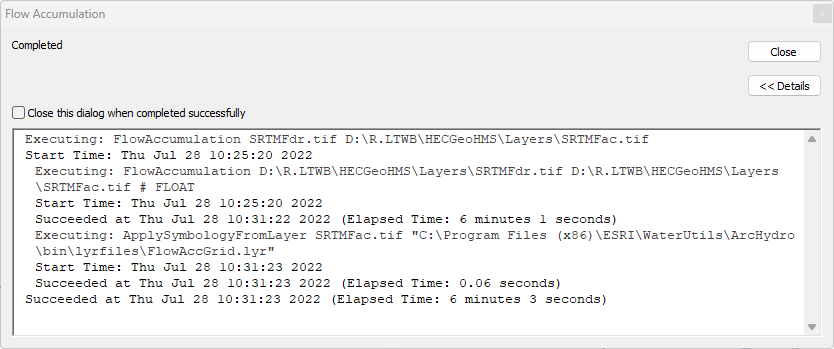 Flow Accumulation
x
Completed
Close
<< Details
Close this dialog when completed successfully
Executing: FlowAccumulation SRTMFdr.tif D:\R.LTWB\HECGeoHMS\Layers\SRTMFac.tif
Start Time: Thu Jul 28 10:25:20 2022
Executing: FlowAccumulation D:\R.LTWB\HECGeoHMS\Layers\SRTMFdr.tif D:\R.LTWB\HECGeoHMS\Layers
\SRTMFac.tif # FLOAT
Start Time: Thu Jul 28 10:25:20 2022
Succeeded at Thu Jul 28 10:31:22 2022 (Elapsed Time: 6 minutes 1 seconds)
Executing: ApplySymbologyFromLayer SRTMFac.tif "C:\Program Files (x86)\ESRI\WaterUtils\ArcHydro
\bin\lyrfiles\FlowAccGrid.lyr"
Start Time: Thu Jul 28 10:31:23 2022
Succeeded at Thu Jul 28 10:31:23 2022 (Elapsed Time: 0.06 seconds)
Succeeded at Thu Jul 28 10:31:23 2022 (Elapsed Time: 6 minutes 3 seconds)